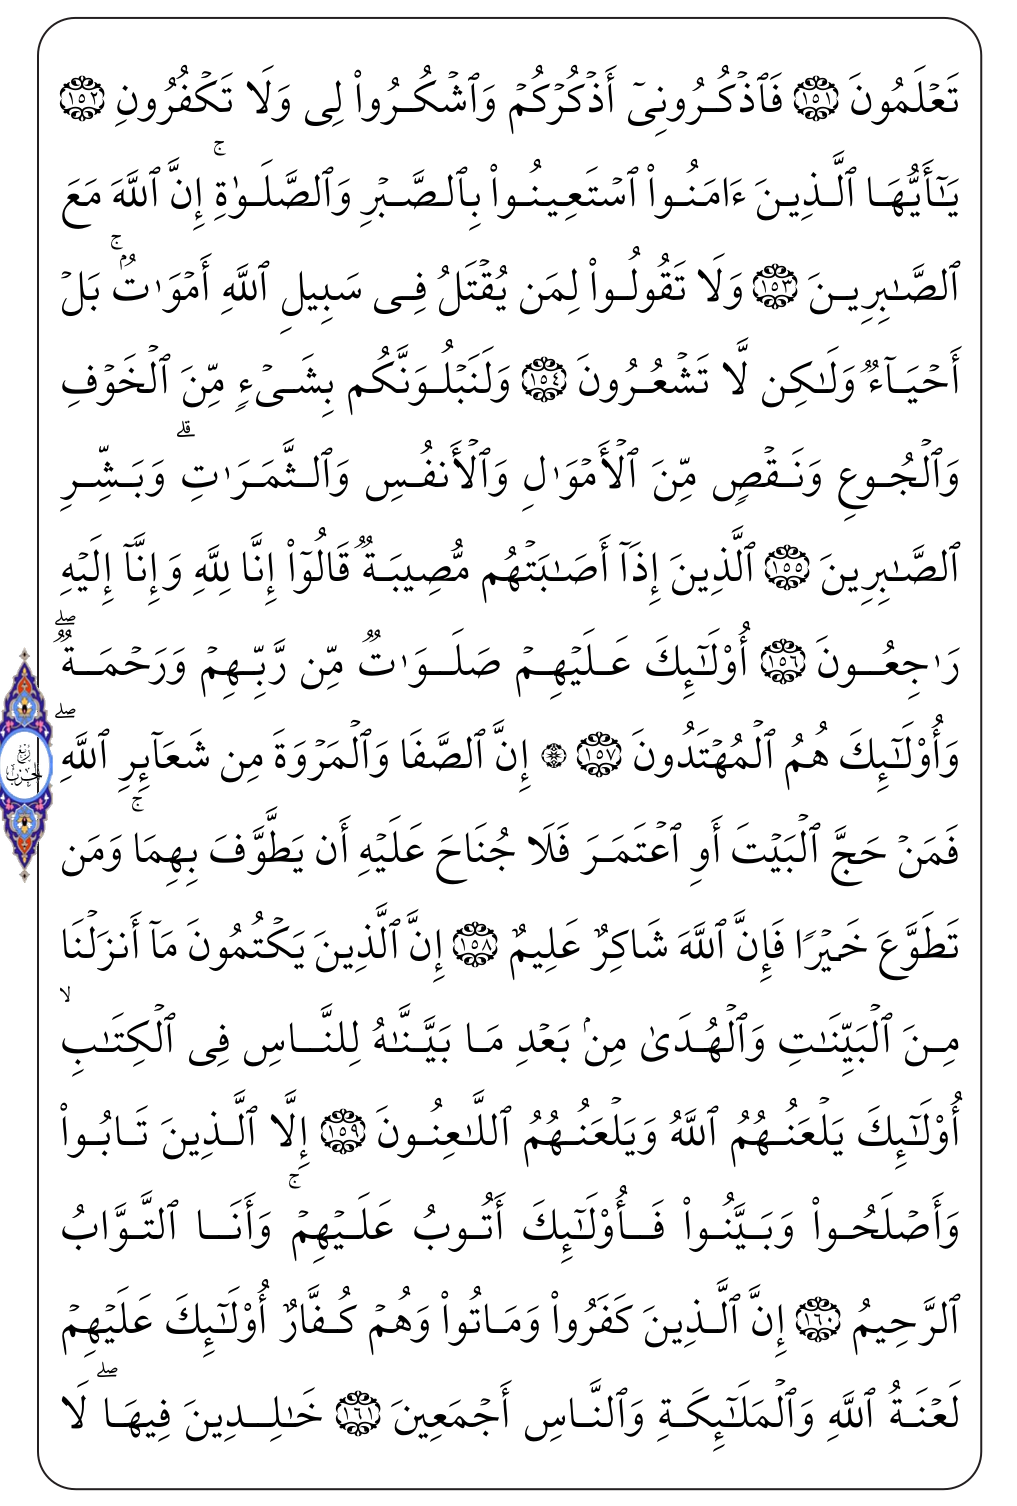 تَعۡلَمُونَ ١٥١ فَٱذۡكُرُونِيٓ أَذۡكُرۡكُمۡ وَٱشۡكُرُواْ لِي وَلَا تَكۡفُرُونِ ١٥٢
يَٰٓأَيُّهَا ٱلَّذِينَ ءَامَنُواْ ٱسۡتَعِينُواْ بِٱلصَّبۡرِ وَٱلصَّلَوٰةِۚ إِنَّ ٱللَّهَ مَعَ
ٱلصَّٰبِرِينَ ١٥٣ وَلَا تَقُولُواْ لِمَن يُقۡتَلُ فِي سَبِيلِ ٱللَّهِ أَمۡوَٰتُۢۚ بَلۡ
أَحۡيَآءٞ وَلَٰكِن لَّا تَشۡعُرُونَ ١٥٤ وَلَنَبۡلُوَنَّكُم بِشَيۡءٖ مِّنَ ٱلۡخَوۡفِ
وَٱلۡجُوعِ وَنَقۡصٖ مِّنَ ٱلۡأَمۡوَٰلِ وَٱلۡأَنفُسِ وَٱلثَّمَرَٰتِۗ وَبَشِّرِ
ٱلصَّٰبِرِينَ ١٥٥ ٱلَّذِينَ إِذَآ أَصَٰبَتۡهُم مُّصِيبَةٞ قَالُوٓاْ إِنَّا لِلَّهِ وَإِنَّآ إِلَيۡهِ
رَٰجِعُونَ ١٥٦ أُوْلَٰٓئِكَ عَلَيۡهِمۡ صَلَوَٰتٞ مِّن رَّبِّهِمۡ وَرَحۡمَةٞۖ
وَأُوْلَٰٓئِكَ هُمُ ٱلۡمُهۡتَدُونَ ١٥٧ ۞ إِنَّ ٱلصَّفَا وَٱلۡمَرۡوَةَ مِن شَعَآئِرِ ٱللَّهِۖ
ربع الحزب
فَمَنۡ حَجَّ ٱلۡبَيۡتَ أَوِ ٱعۡتَمَرَ فَلَا جُنَاحَ عَلَيۡهِ أَن يَطَّوَّفَ بِهِمَاۚ وَمَن
تَطَوَّعَ خَيۡرٗا فَإِنَّ ٱللَّهَ شَاكِرٌ عَلِيمٌ ١٥٨ إِنَّ ٱلَّذِينَ يَكۡتُمُونَ مَآ أَنزَلۡنَا
مِنَ ٱلۡبَيِّنَٰتِ وَٱلۡهُدَىٰ مِنۢ بَعۡدِ مَا بَيَّنَّٰهُ لِلنَّاسِ فِي ٱلۡكِتَٰبِۙ
أُوْلَٰٓئِكَ يَلۡعَنُهُمُ ٱللَّهُ وَيَلۡعَنُهُمُ ٱللَّٰعِنُونَ ١٥٩ إِلَّا ٱلَّذِينَ تَابُواْ
وَأَصۡلَحُواْ وَبَيَّنُواْ فَأُوْلَٰٓئِكَ أَتُوبُ عَلَيۡهِمۡۚ وَأَنَا ٱلتَّوَّابُ
ٱلرَّحِيمُ ١٦٠ إِنَّ ٱلَّذِينَ كَفَرُواْ وَمَاتُواْ وَهُمۡ كُفَّارٌ أُوْلَٰٓئِكَ عَلَيۡهِمۡ
لَعۡنَةُ ٱللَّهِ وَٱلۡمَلَٰٓئِكَةِ وَٱلنَّاسِ أَجۡمَعِينَ ١٦١ خَٰلِدِينَ فِيهَاۖ لَا